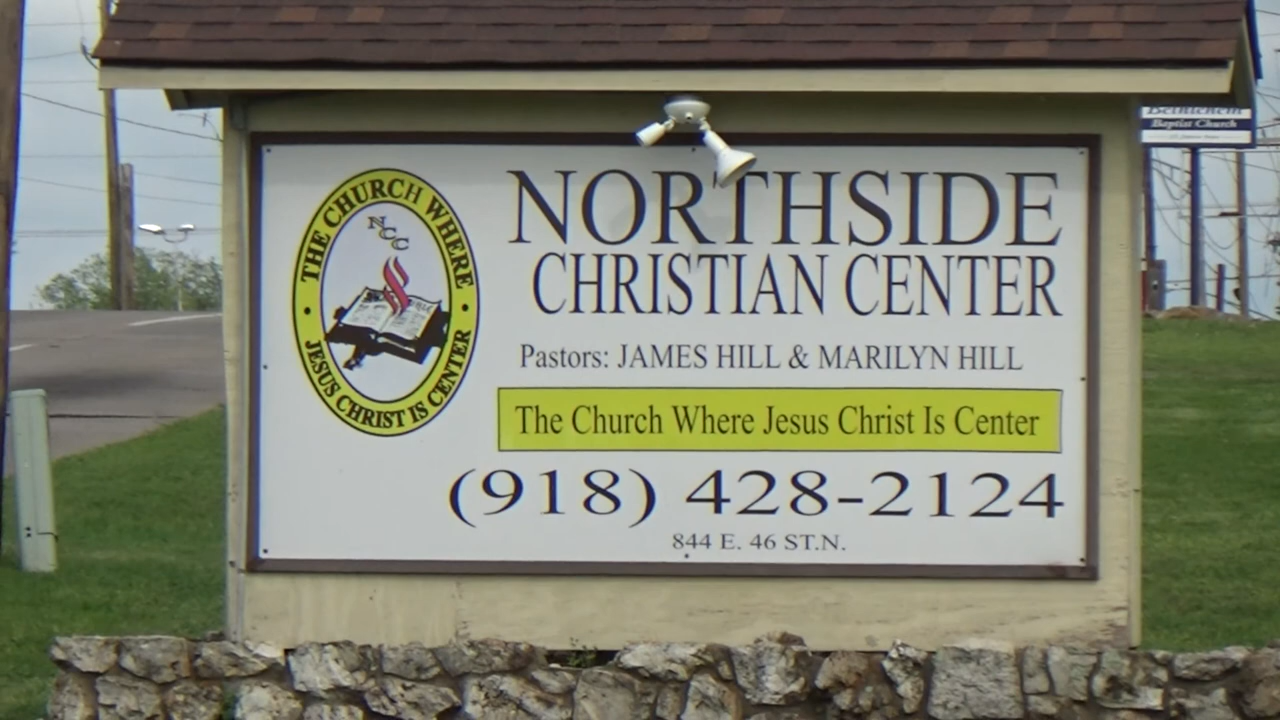 THE CHURCH WHERE
JESUS CHRIST IS CENTER
NCC
NORTHSIDE
CHRISTIAN CENTER
Pastors: JAMES HILL & MARILYN HILL
The Church Where Jesus Christ Is Center
(918) 428-2124
844 E. 46 ST.N.
Bethlehem
Baptist Church